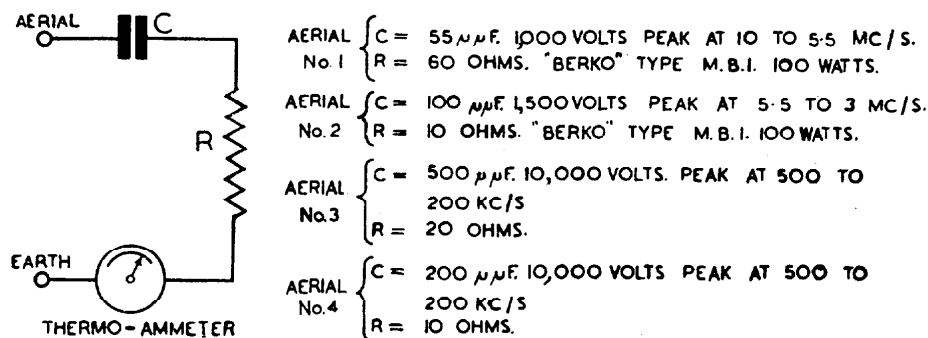 AERIAL
C
R
EARTH
THERMO-AMMETER
AERIAL No.1
C = 55 μμF. 1,000 VOLTS PEAK AT 10 TO 5·5 MC/S.
R = 60 OHMS. "BERKO" TYPE M.B.I. 100 WATTS.
AERIAL No.2
C = 100 μμF. 1,500 VOLTS PEAK AT 5·5 TO 3 MC/S.
R = 10 OHMS. "BERKO" TYPE M.B.I. 100 WATTS.
AERIAL No.3
C = 500 μμF. 10,000 VOLTS. PEAK AT 500 TO
200 KC/S
R = 20 OHMS.
AERIAL No.4
C = 200 μμF. 10,000 VOLTS PEAK AT 500 TO
200 KC/S
R = 10 OHMS.